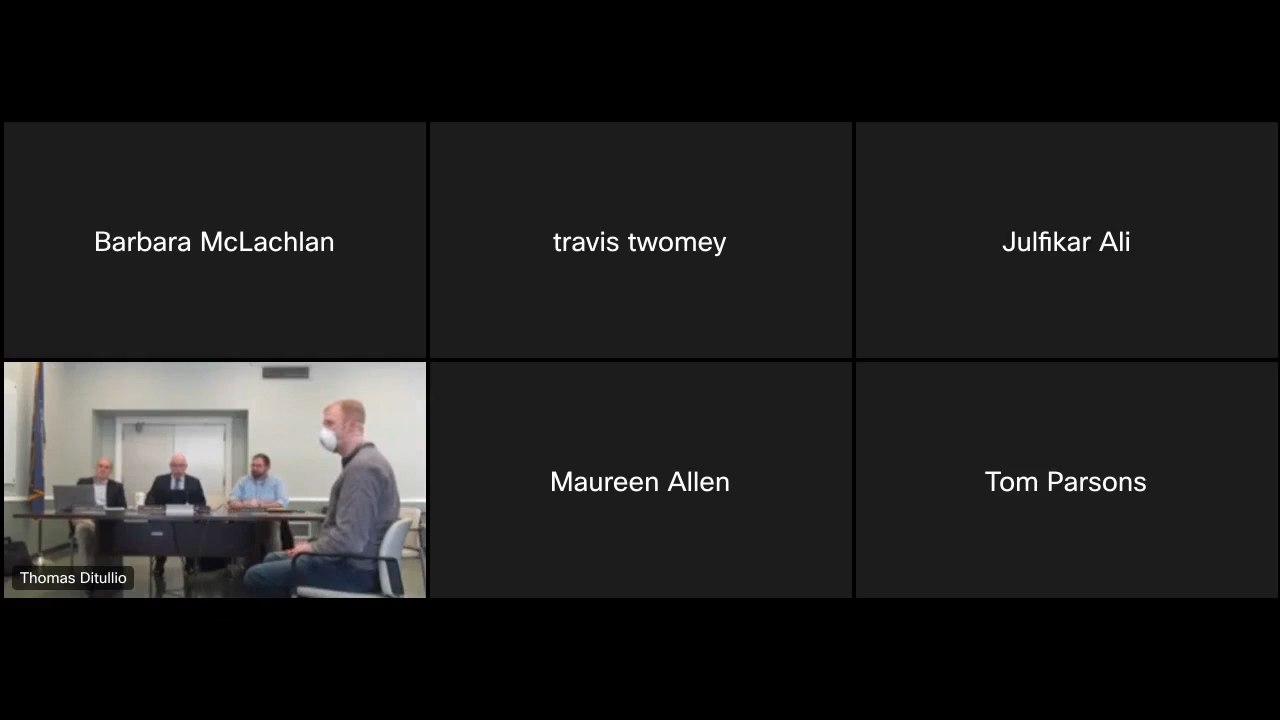 Barbara McLachlan
travis twomey
Julfikar Ali
Thomas Ditullio
Maureen Allen
Tom Parsons